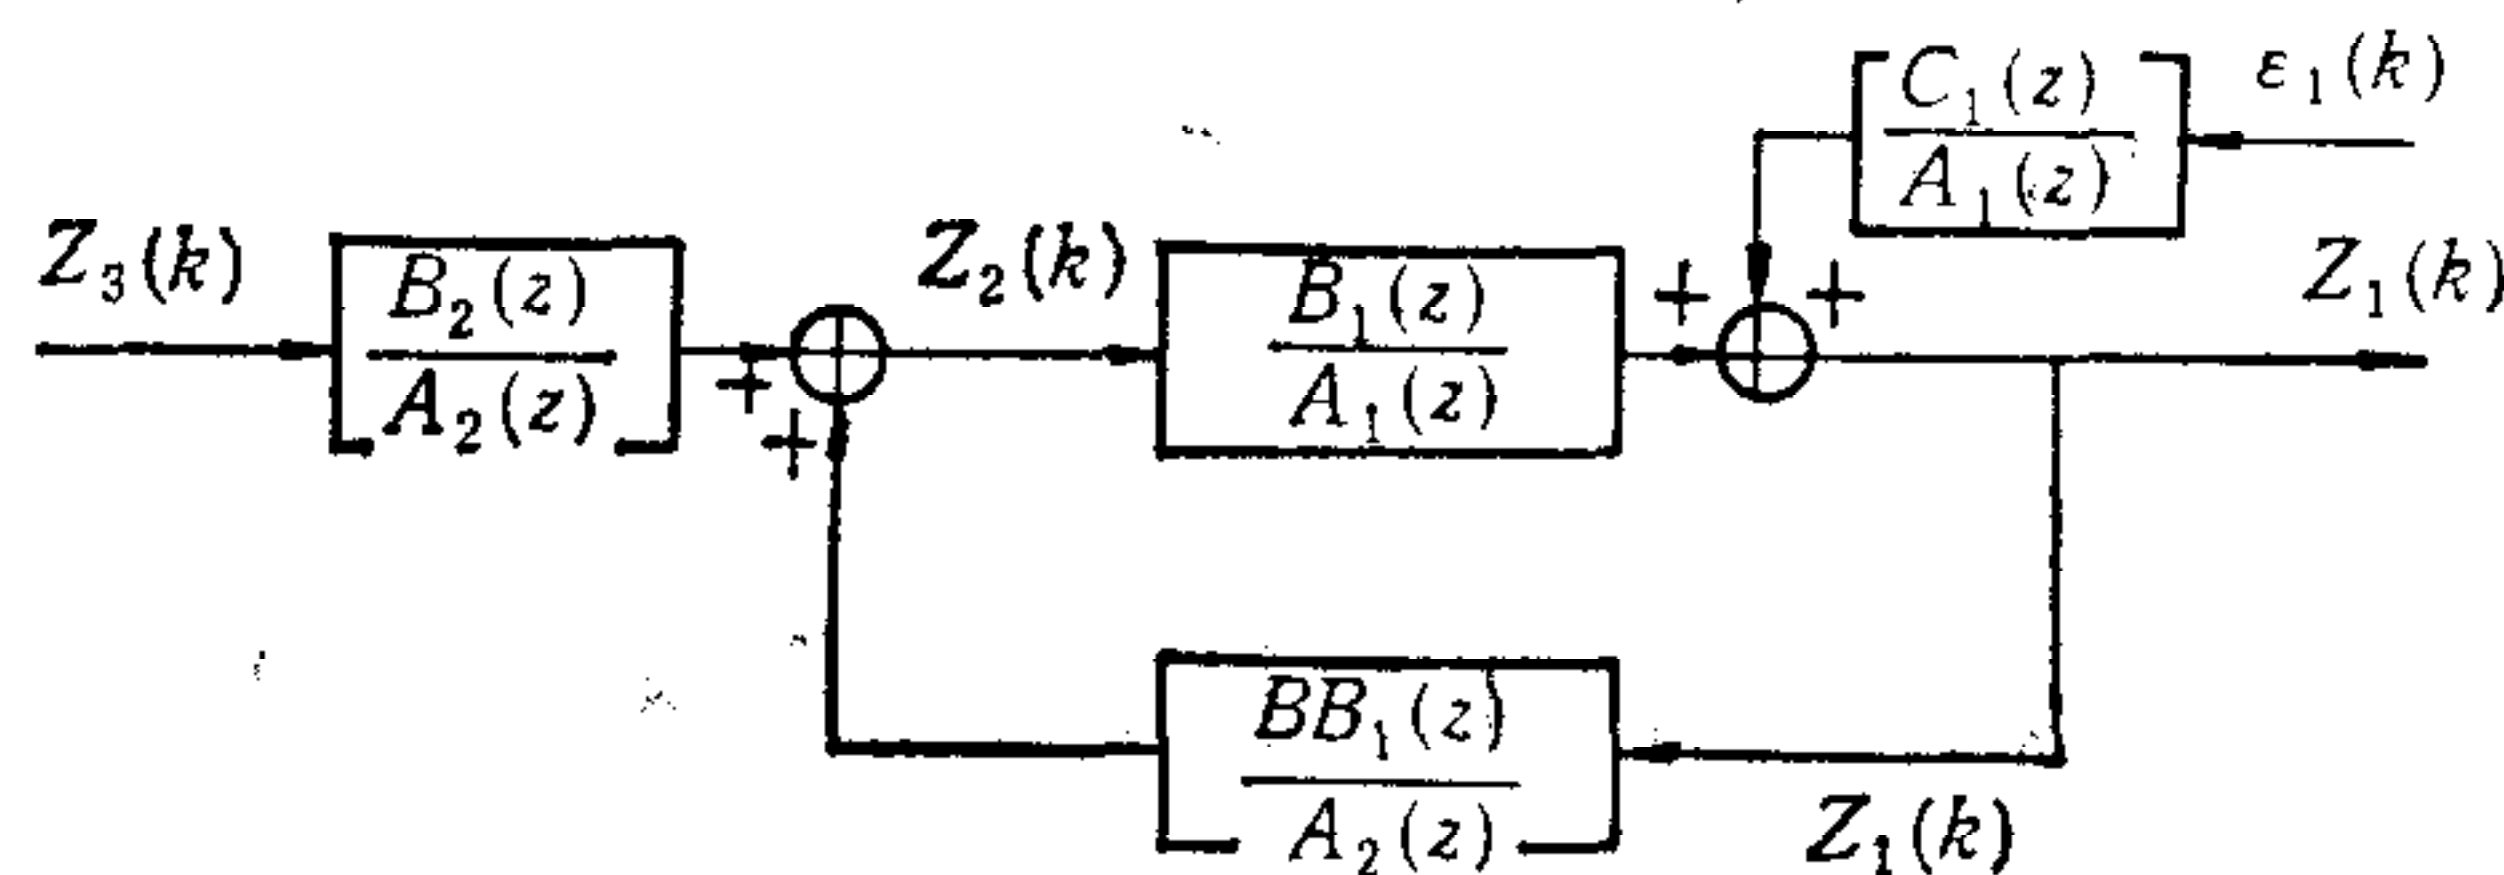 C₁(z)
A₁(z)
ε₁(k)
Z₃(k)
B₂(z)
A₂(z)
+
+
Z₂(k)
B₁(z)
A₁(z)
+
+
Z₁(k)
BB₁(z)
A₂(z)
Z₁(k)